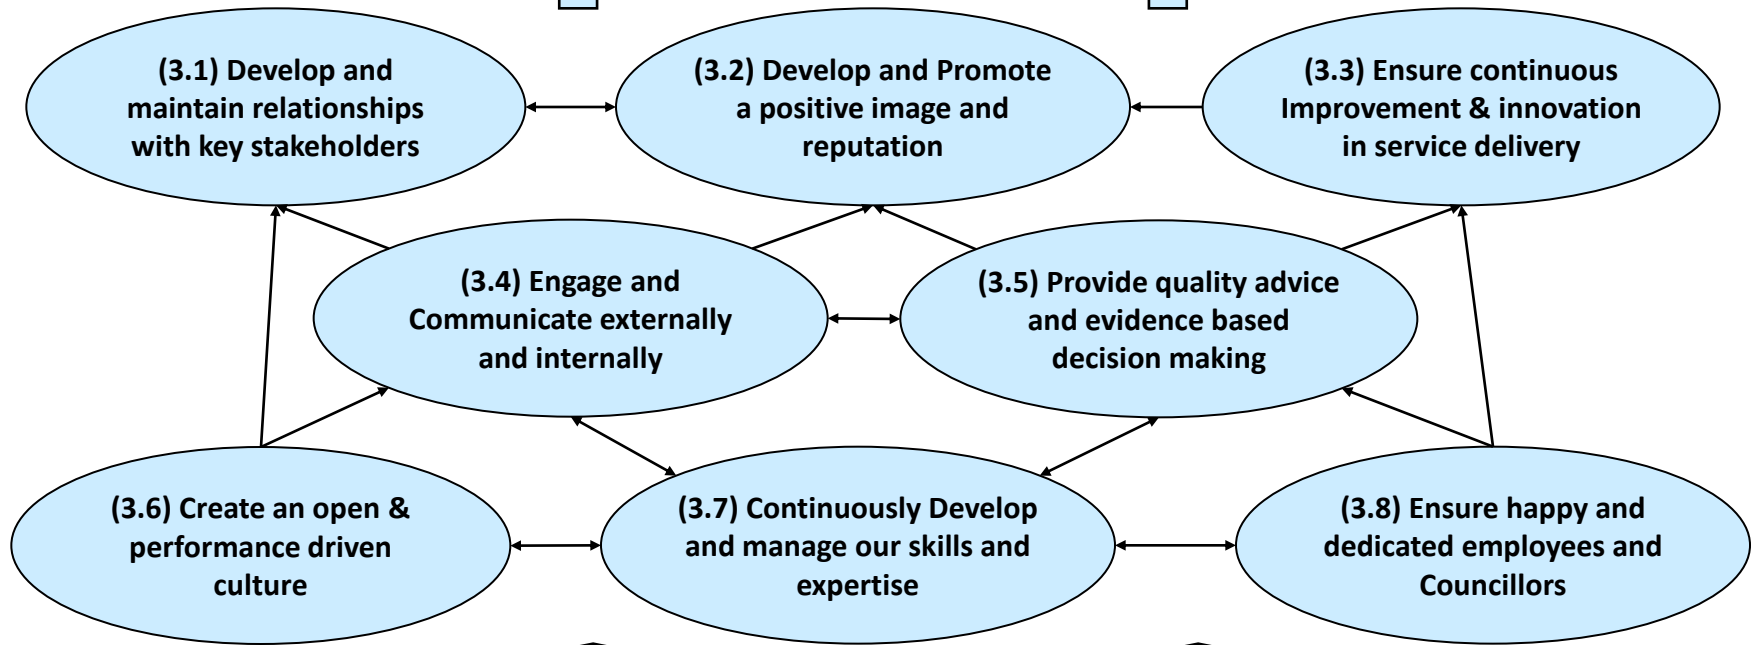 (3.1) Develop and
maintain relationships
with key stakeholders
(3.2) Develop and Promote
a positive image and
reputation
(3.3) Ensure continuous
Improvement & innovation
in service delivery
(3.4) Engage and
Communicate externally
and internally
(3.5) Provide quality advice
and evidence based
decision making
(3.6) Create an open &
performance driven
culture
(3.7) Continuously Develop
and manage our skills and
expertise
(3.8) Ensure happy and
dedicated employees and
Councillors